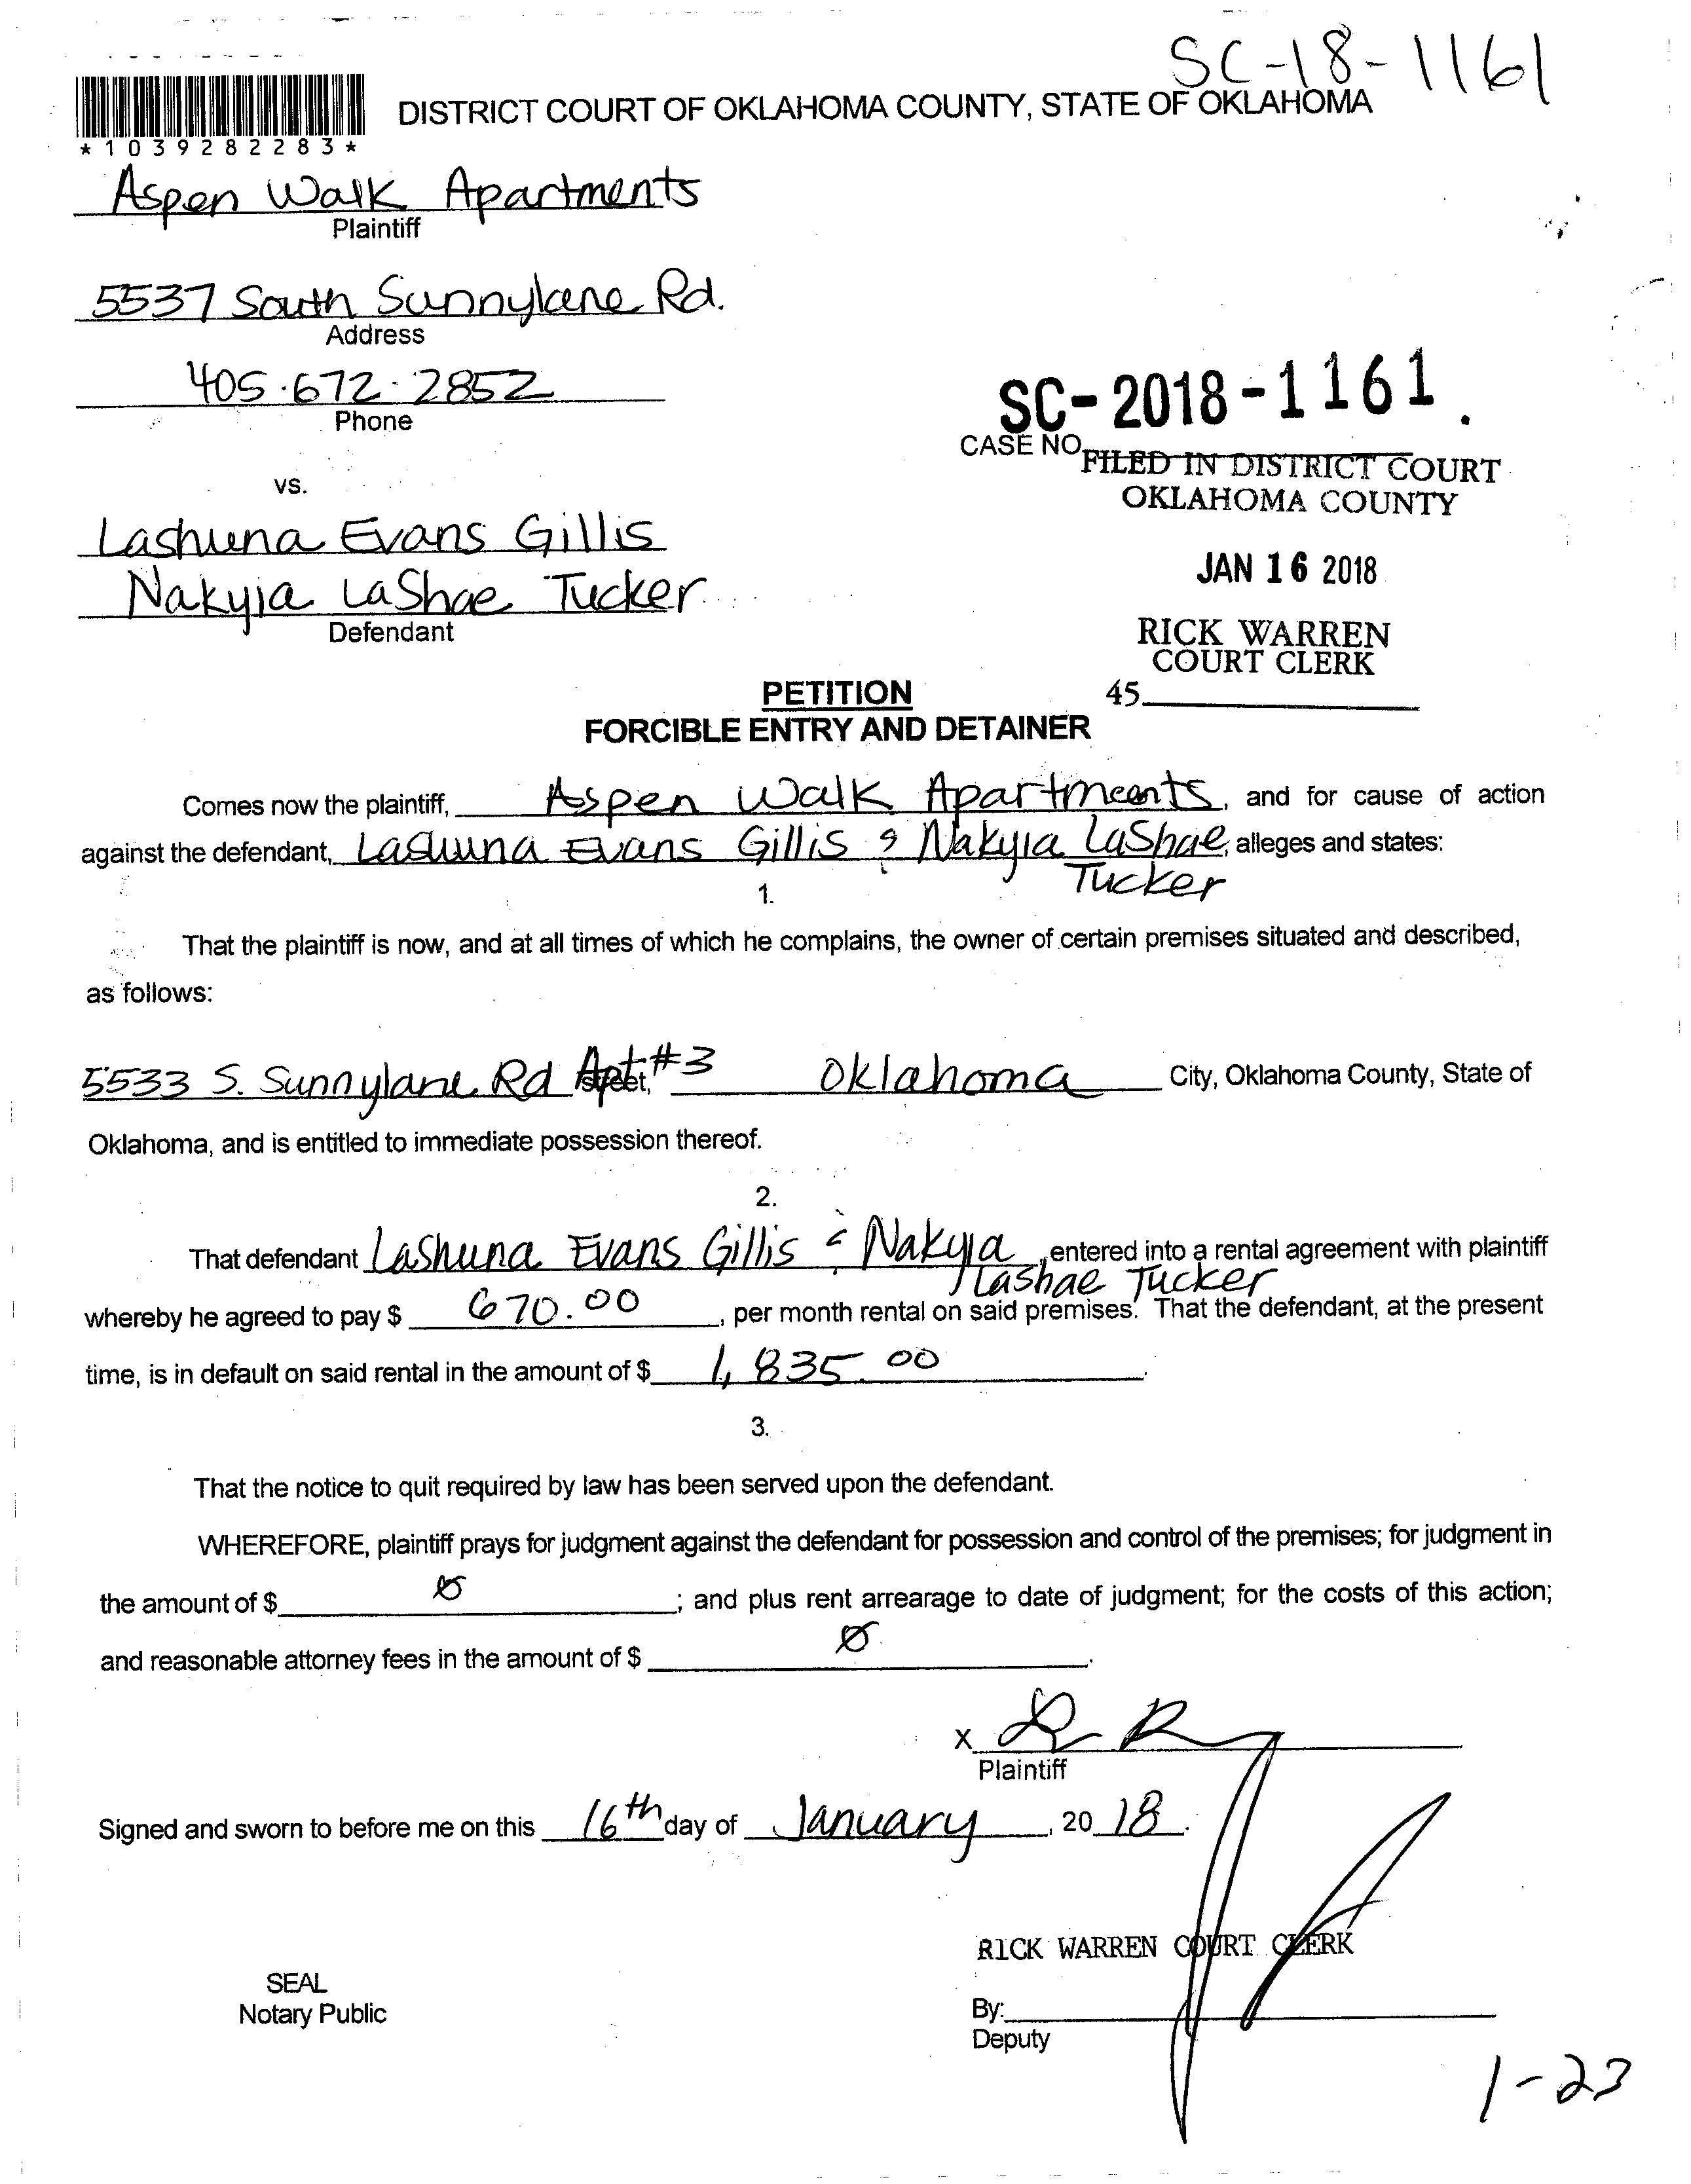 SC-18-1161
DISTRICT COURT OF OKLAHOMA COUNTY, STATE OF OKLAHOMA
*1039282283*
Aspen Walk Apartments
Plaintiff
5537 South Sunnylane Rd.
Address
405.672.2852
Phone
SC-2018-1161.
CASE NO.
FILED IN DISTRICT COURT
OKLAHOMA COUNTY
vs.
Lashuna Evans Gillis
JAN 16 2018
Nakyia LaShae Tucker
Defendant
RICK WARREN
COURT CLERK
45
PETITION
FORCIBLE ENTRY AND DETAINER
Comes now the plaintiff, Aspen Walk Apartments, and for cause of action
against the defendant, Lashuna Evans Gillis & Nakyia LaShae, alleges and states:
Tucker
1.
That the plaintiff is now, and at all times of which he complains, the owner of certain premises situated and described,
as follows:
5533 S. Sunnylane Rd Apt #3 street, Oklahoma City, Oklahoma County, State of
Oklahoma, and is entitled to immediate possession thereof.
2.
That defendant Lashuna Evans Gillis & Nakyia, entered into a rental agreement with plaintiff
Lashae Tucker
whereby he agreed to pay $ 670.00, per month rental on said premises. That the defendant, at the present
time, is in default on said rental in the amount of $ 1,835.00.
3.
That the notice to quit required by law has been served upon the defendant.
WHEREFORE, plaintiff prays for judgment against the defendant for possession and control of the premises; for judgment in
the amount of $ Ø; and plus rent arrearage to date of judgment; for the costs of this action;
and reasonable attorney fees in the amount of $ Ø.
X
Plaintiff
Signed and sworn to before me on this 16th day of January, 20 18.
RICK WARREN COURT CLERK
SEAL
Notary Public
By:
Deputy
1-23